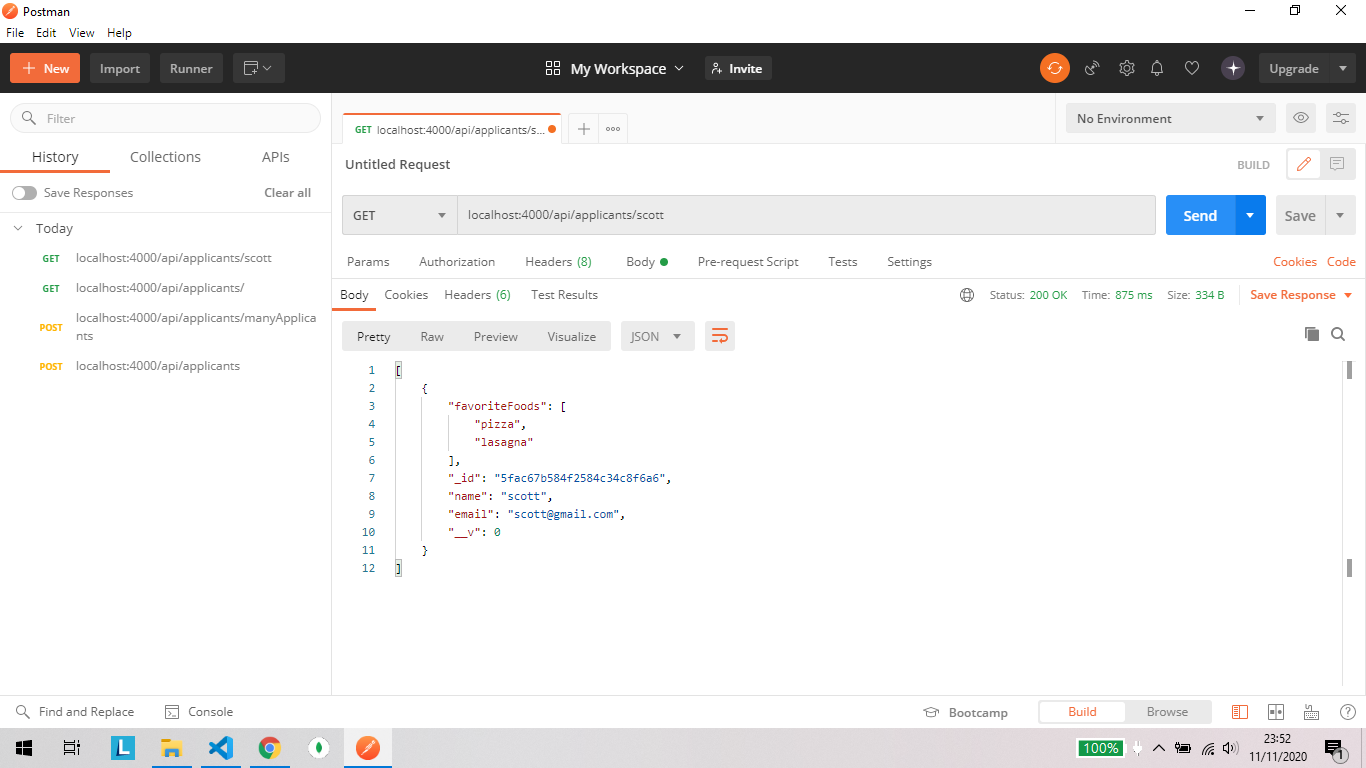 Postman
File Edit View Help
New Import Runner My Workspace Invite Upgrade
Filter
History Collections APIs
Save Responses Clear all
Today
GET localhost:4000/api/applicants/scott
GET localhost:4000/api/applicants/
POST localhost:4000/api/applicants/manyApplica
nts
POST localhost:4000/api/applicants
GET localhost:4000/api/applicants/s...
No Environment
Untitled Request BUILD
GET localhost:4000/api/applicants/scott Send Save
Params Authorization Headers (8) Body Pre-request Script Tests Settings Cookies Code
Body Cookies Headers (6) Test Results Status: 200 OK Time: 875 ms Size: 334 B Save Response
Pretty Raw Preview Visualize JSON
1 [
2 {
3 "favoriteFoods": [
4 "pizza",
5 "lasagna"
6 ],
7 "_id": "5fac67b584f2584c34c8f6a6",
8 "name": "scott",
9 "email": "scott@gmail.com",
10 "__v": 0
11 }
12 ]
Find and Replace Console Bootcamp Build Browse
L 100% 23:52
11/11/2020 1